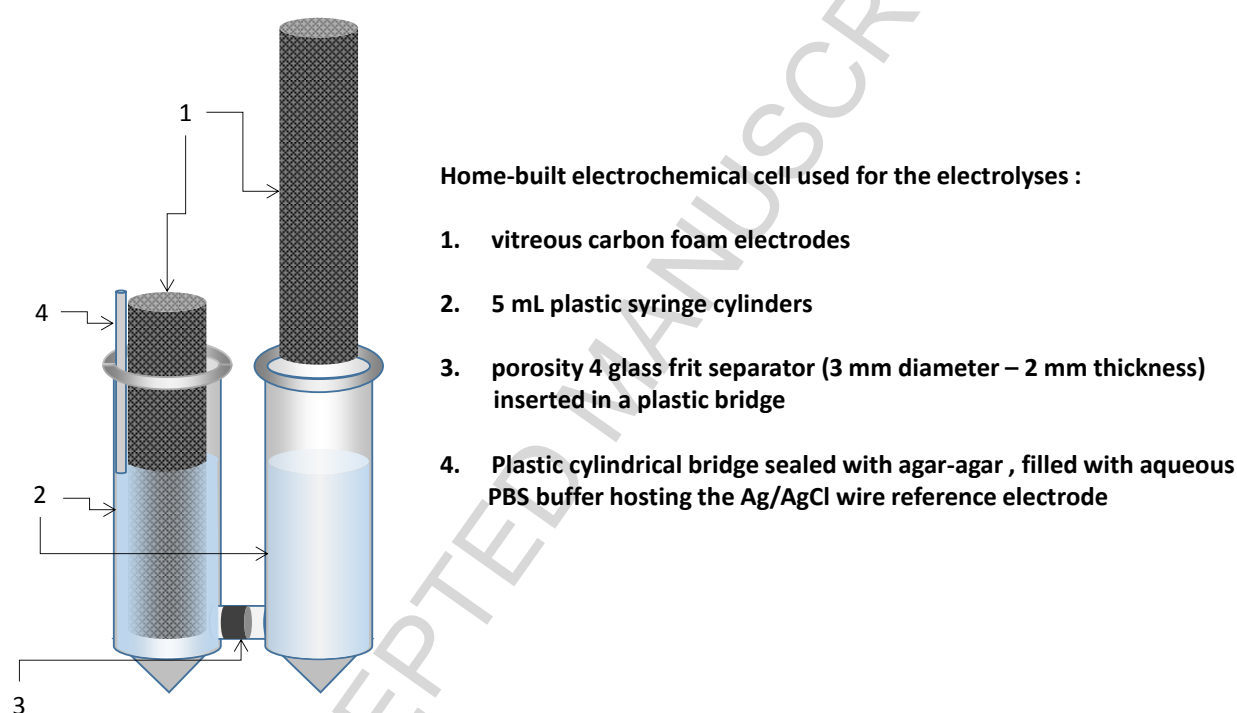 1
4
2
3
Home-built electrochemical cell used for the electrolyses :
1. vitreous carbon foam electrodes
2. 5 mL plastic syringe cylinders
3. porosity 4 glass frit separator (3 mm diameter – 2 mm thickness)
inserted in a plastic bridge
4. Plastic cylindrical bridge sealed with agar-agar , filled with aqueous
PBS buffer hosting the Ag/AgCl wire reference electrode
EPTED MANUSCR